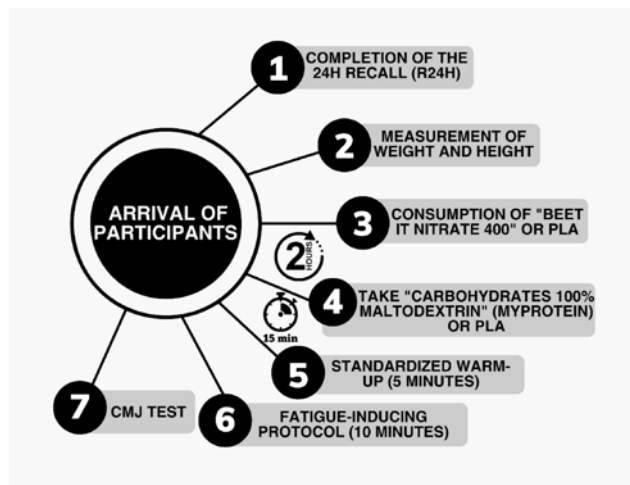 ARRIVAL OF
PARTICIPANTS
1
COMPLETION OF THE
24H RECALL (R24H)
2
MEASUREMENT OF
WEIGHT AND HEIGHT
3
CONSUMPTION OF "BEET
IT NITRATE 400" OR PLA
2 HOURS
4
TAKE "CARBOHYDRATES 100%
MALTODEXTRIN" (MYPROTEIN)
OR PLA
15 min
5
STANDARDIZED WARM-
UP (5 MINUTES)
6
FATIGUE-INDUCING
PROTOCOL (10 MINUTES)
7
CMJ TEST